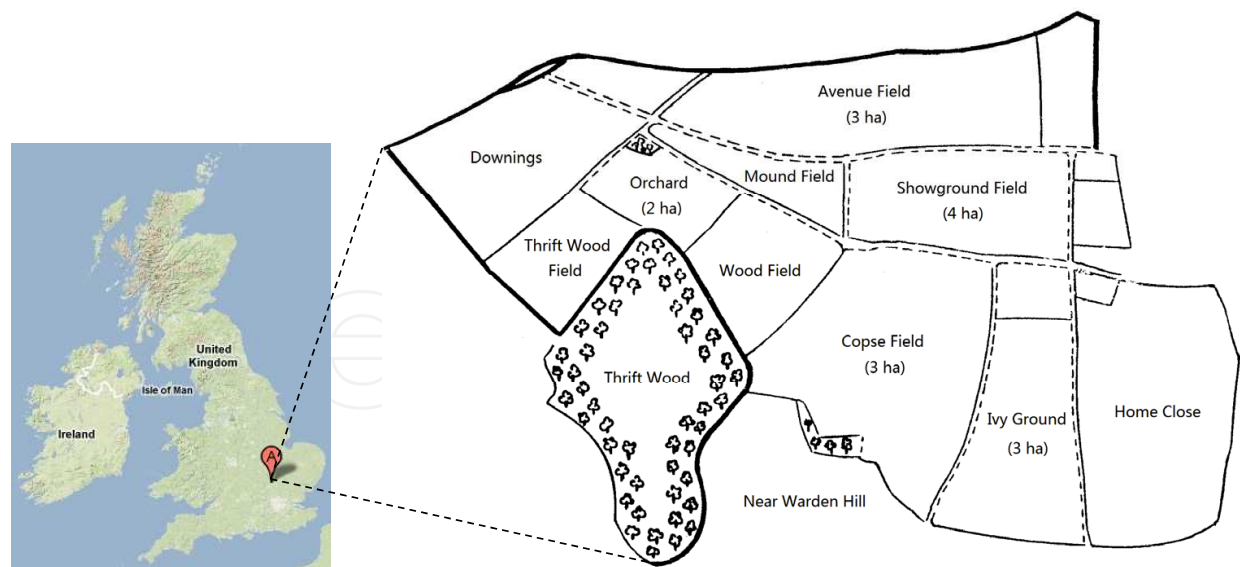 United
Kingdom
Isle of Man
Ireland
A
Avenue Field
(3 ha)
Downings
Orchard
(2 ha)
Mound Field
Showground Field
(4 ha)
Thrift Wood
Field
Wood Field
Thrift Wood
Copse Field
(3 ha)
Ivy Ground
(3 ha)
Home Close
Near Warden Hill